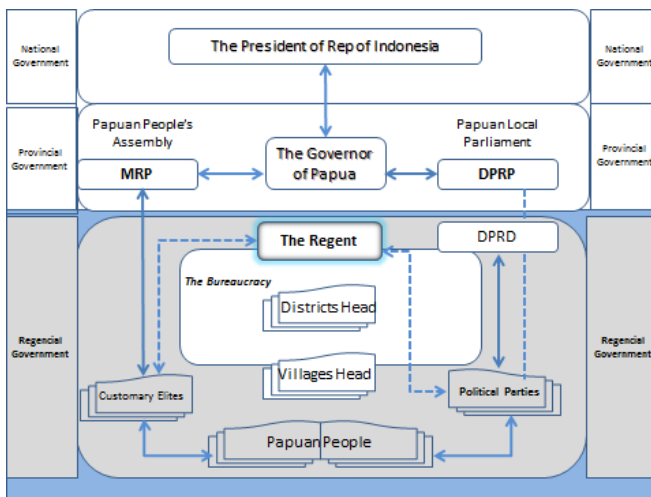 The President of Rep of Indonesia
National
Government
National
Government
Papuan People's
Assembly
MRP
The Governor
of Papua
Papuan Local
Parliament
DPRP
Provincial
Government
Provincial
Government
The Regent
DPRD
The Bureaucracy
Districts Head
Regencial
Government
Regencial
Government
Villages Head
Customary Elites
Political Parties
Papuan People